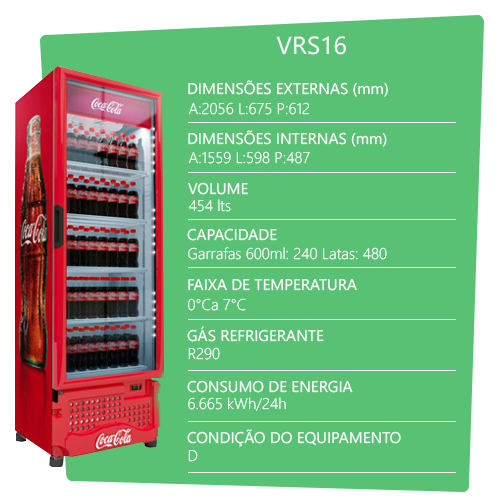 VRS16
DIMENSÕES EXTERNAS (mm)
A:2056 L:675 P:612
DIMENSÕES INTERNAS (mm)
A:1559 L:598 P:487
VOLUME
454 lts
CAPACIDADE
Garrafas 600ml: 240 Latas: 480
FAIXA DE TEMPERATURA
0°Ca 7°C
GÁS REFRIGERANTE
R290
CONSUMO DE ENERGIA
6.665 kWh/24h
CONDIÇÃO DO EQUIPAMENTO
D
Coca-Cola
Coca-Cola
Coca-Cola